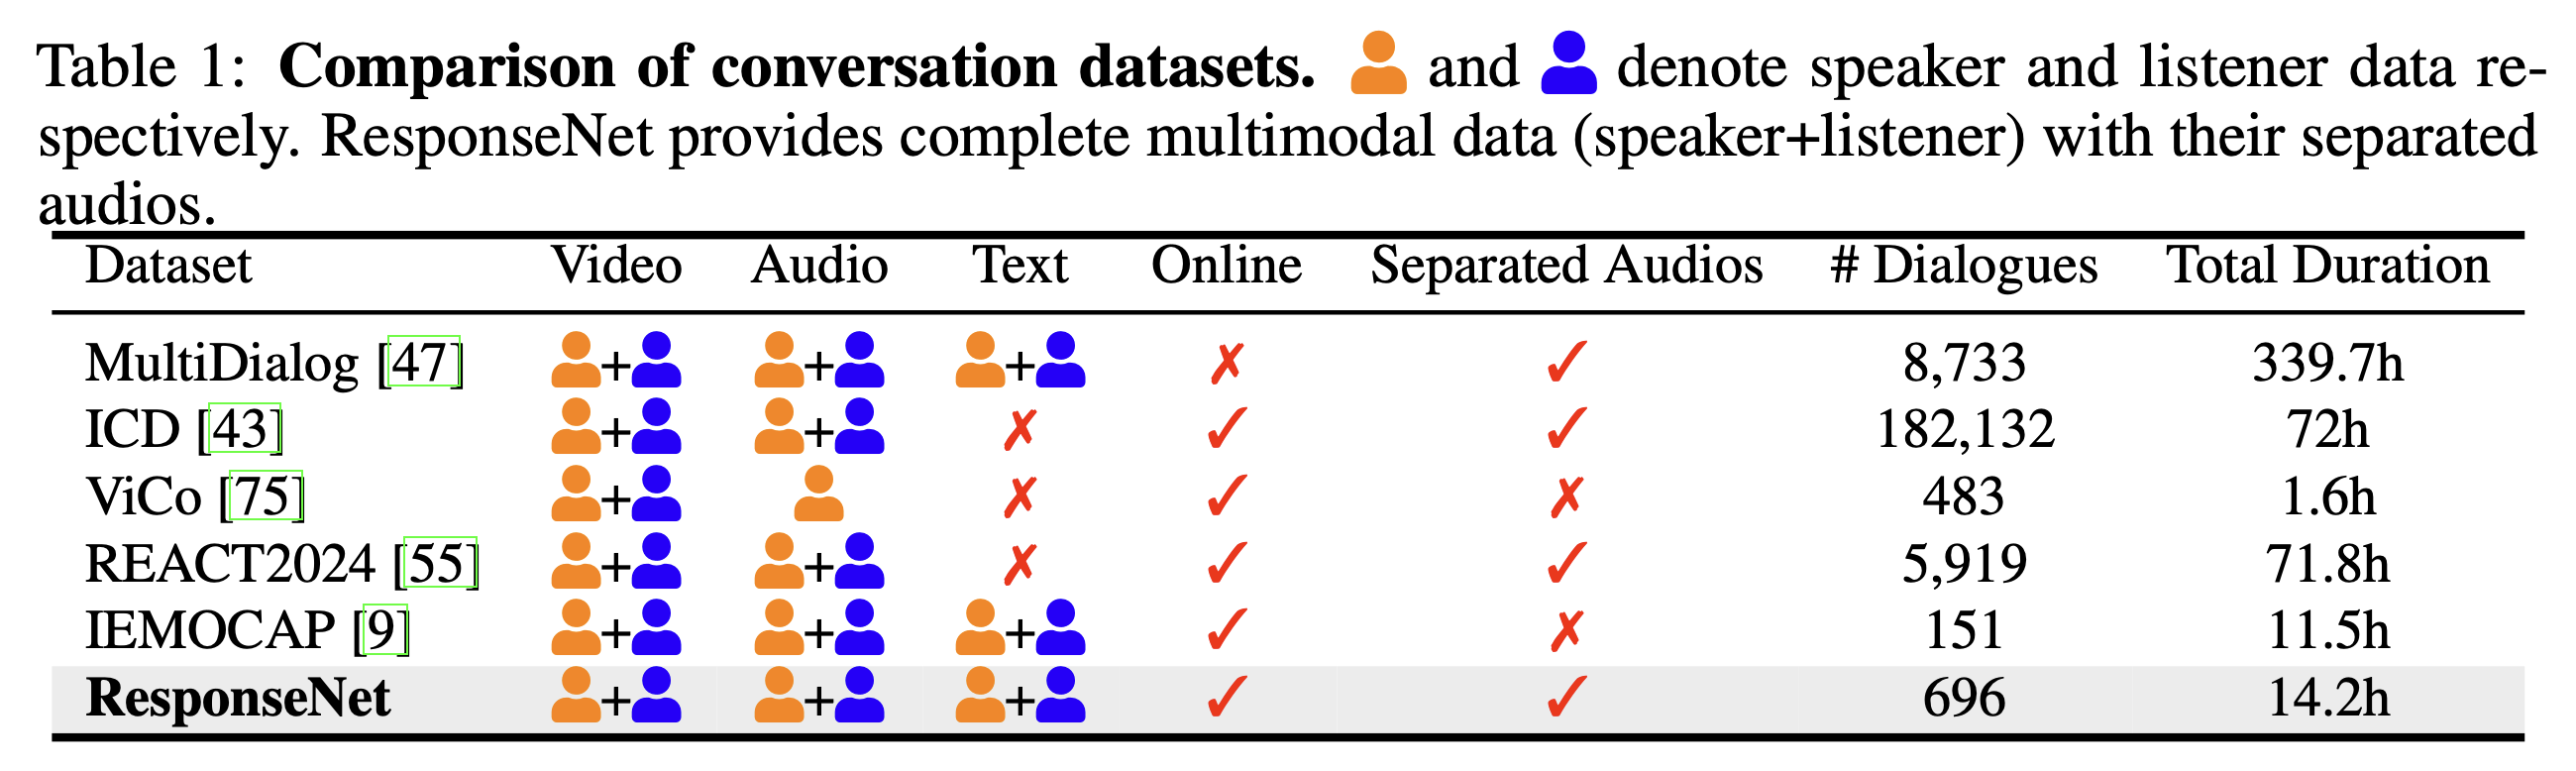 Table 1: Comparison of conversation datasets. and denote speaker and listener data re-
spectively. ResponseNet provides complete multimodal data (speaker+listener) with their separated
audios.
Dataset Video Audio Text Online Separated Audios # Dialogues Total Duration
MultiDialog [47] + + + ✗ ✓ 8,733 339.7h
ICD [43] + + ✗ ✓ ✓ 182,132 72h
ViCo [75] + ✗ ✓ ✗ 483 1.6h
REACT2024 [55] + + ✗ ✓ ✓ 5,919 71.8h
IEMOCAP [9] + + + ✓ ✗ 151 11.5h
ResponseNet + + + ✓ ✓ 696 14.2h